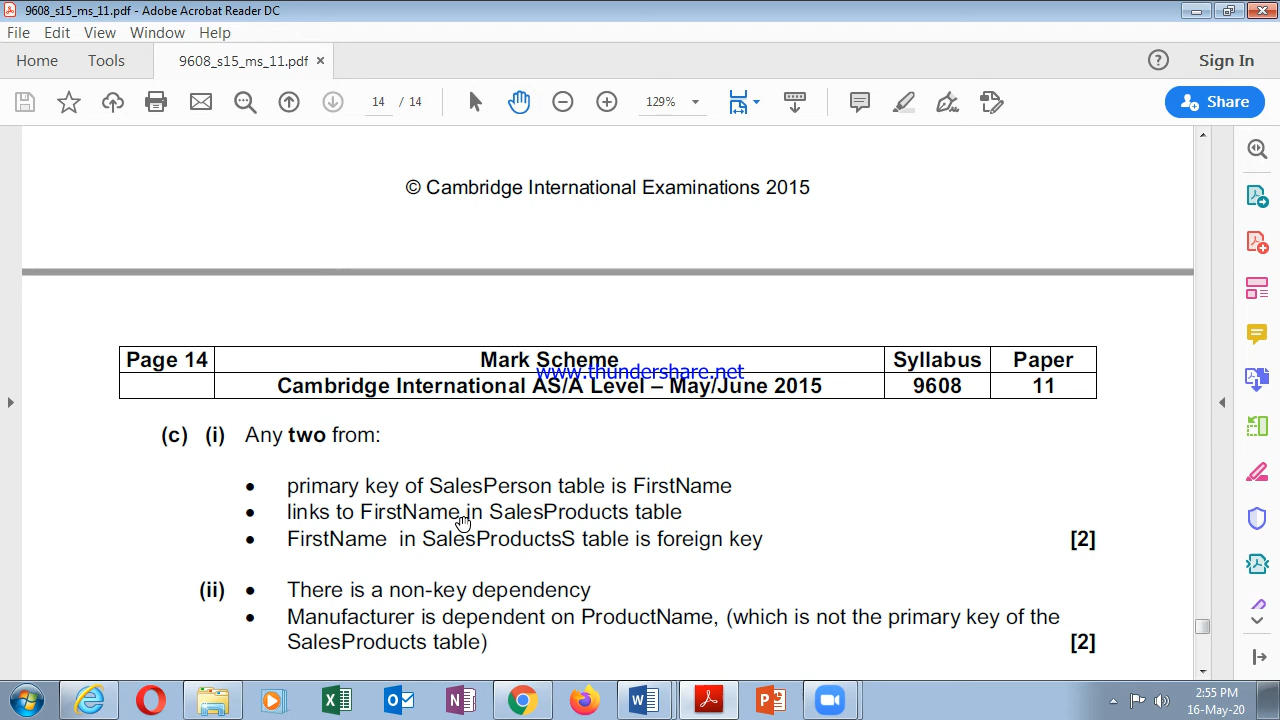 9608_s15_ms_11.pdf - Adobe Acrobat Reader DC
File Edit View Window Help
Home Tools 9608_s15_ms_11.pdf × ? Sign In
14 / 14 129% Share
© Cambridge International Examinations 2015
Page 14 Mark Scheme Syllabus Paper
www.thundershare.net
Cambridge International AS/A Level – May/June 2015 9608 11
(c) (i) Any two from:
• primary key of SalesPerson table is FirstName
• links to FirstName in SalesProducts table
• FirstName in SalesProductsS table is foreign key [2]
(ii) • There is a non-key dependency
• Manufacturer is dependent on ProductName, (which is not the primary key of the
SalesProducts table) [2]
2:55 PM
16-May-20